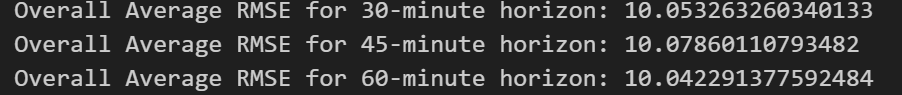 Overall Average RMSE for 30-minute horizon: 10.053263260340133
Overall Average RMSE for 45-minute horizon: 10.07860110793482
Overall Average RMSE for 60-minute horizon: 10.042291377592484